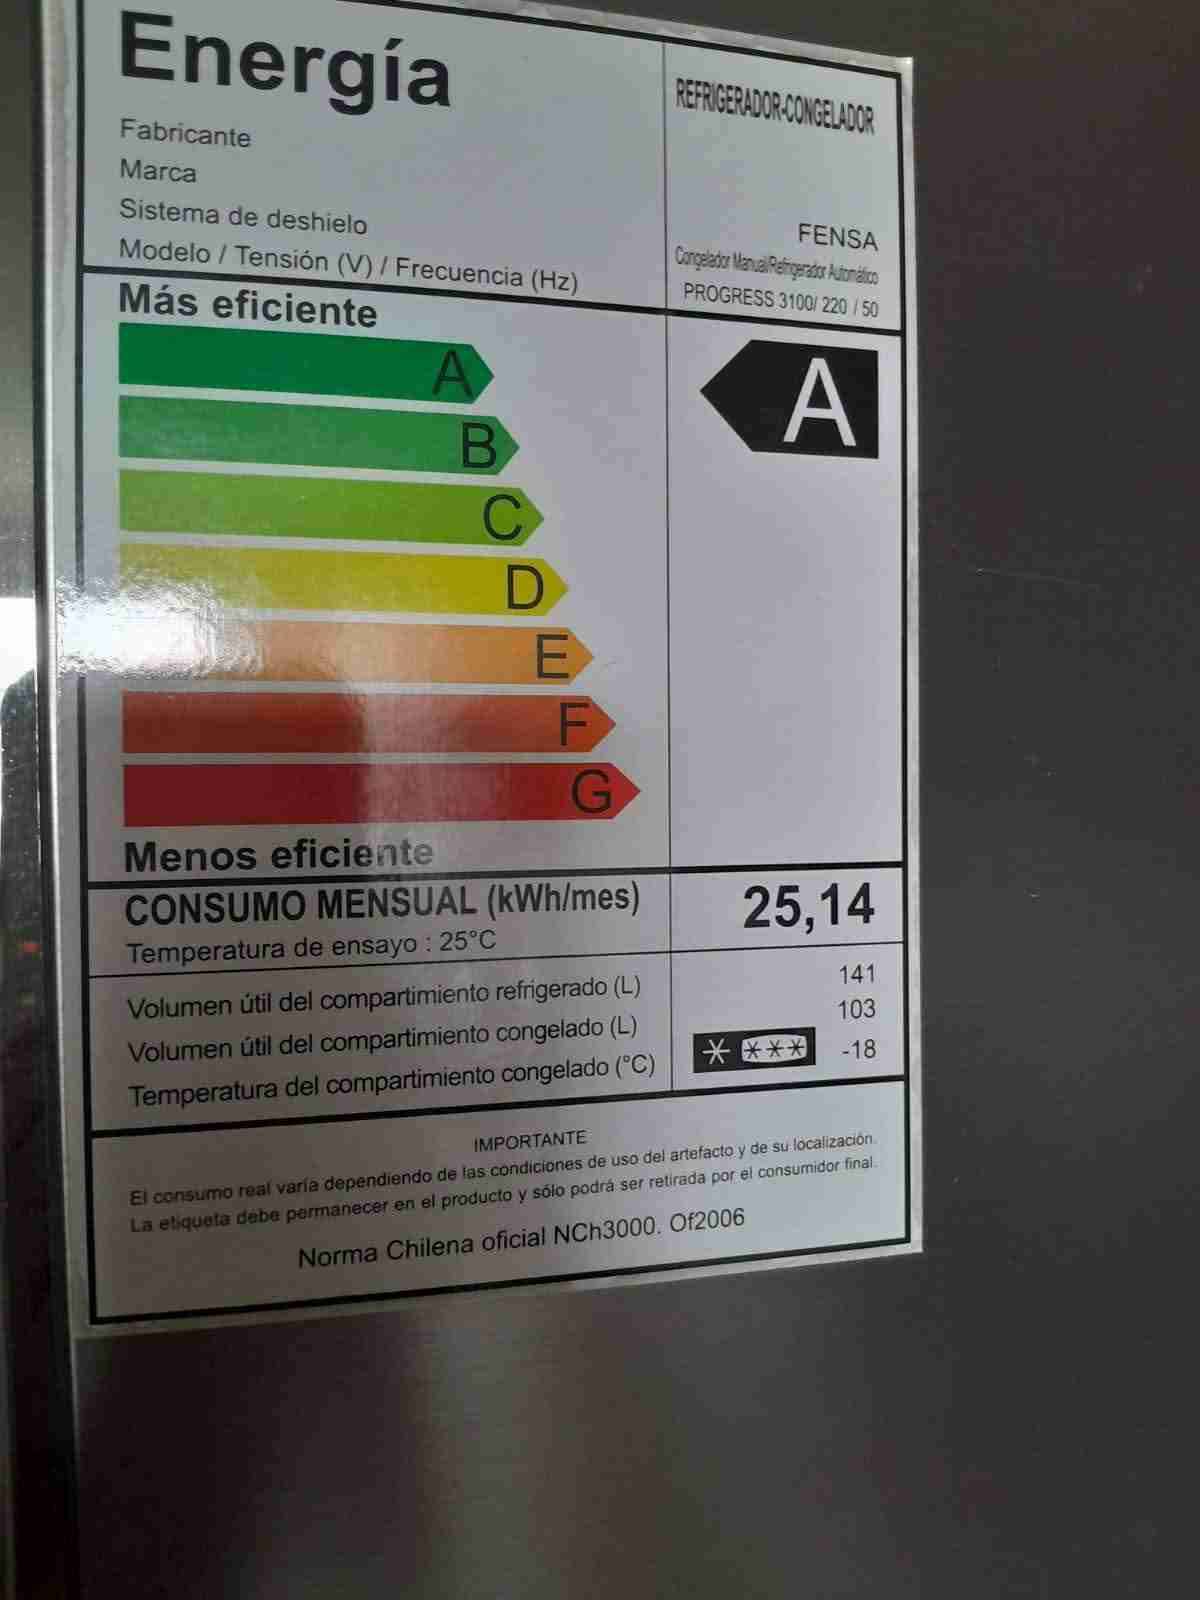 Energía
REFRIGERADOR-CONGELADOR
Fabricante
Marca
FENSA
Sistema de deshielo
Congelador Manual/Refrigerador Automático
Modelo / Tensión (V) / Frecuencia (Hz)
PROGRESS 3100/ 220 / 50
Más eficiente
A
A
B
C
D
E
F
G
Menos eficiente
CONSUMO MENSUAL (kWh/mes)
25,14
Temperatura de ensayo : 25°C
Volumen útil del compartimiento refrigerado (L)
141
Volumen útil del compartimiento congelado (L)
103
Temperatura del compartimiento congelado (°C)
-18
IMPORTANTE
El consumo real varía dependiendo de las condiciones de uso del artefacto y de su localización.
La etiqueta debe permanecer en el producto y sólo podrá ser retirada por el consumidor final.
Norma Chilena oficial NCh3000. Of2006